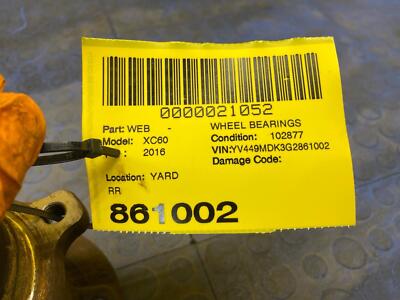 0000021052
Part: WEB - WHEEL BEARINGS
Model: XC60 Condition: 102877
: 2016 VIN:YV449MDK3G2861002
Damage Code:
Location: YARD
RR
861002